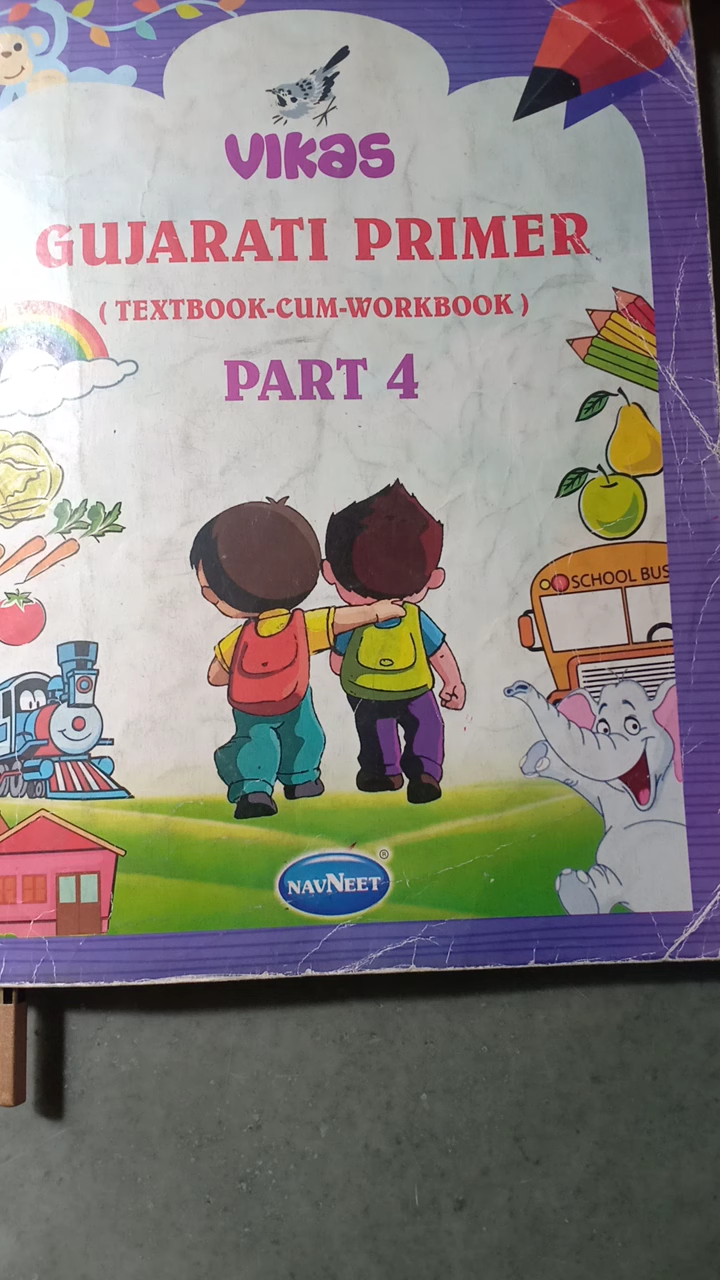 VIKAS
GUJARATI PRIMER
( TEXTBOOK-CUM-WORKBOOK )
PART 4
SCHOOL BUS
NAVNEET ®